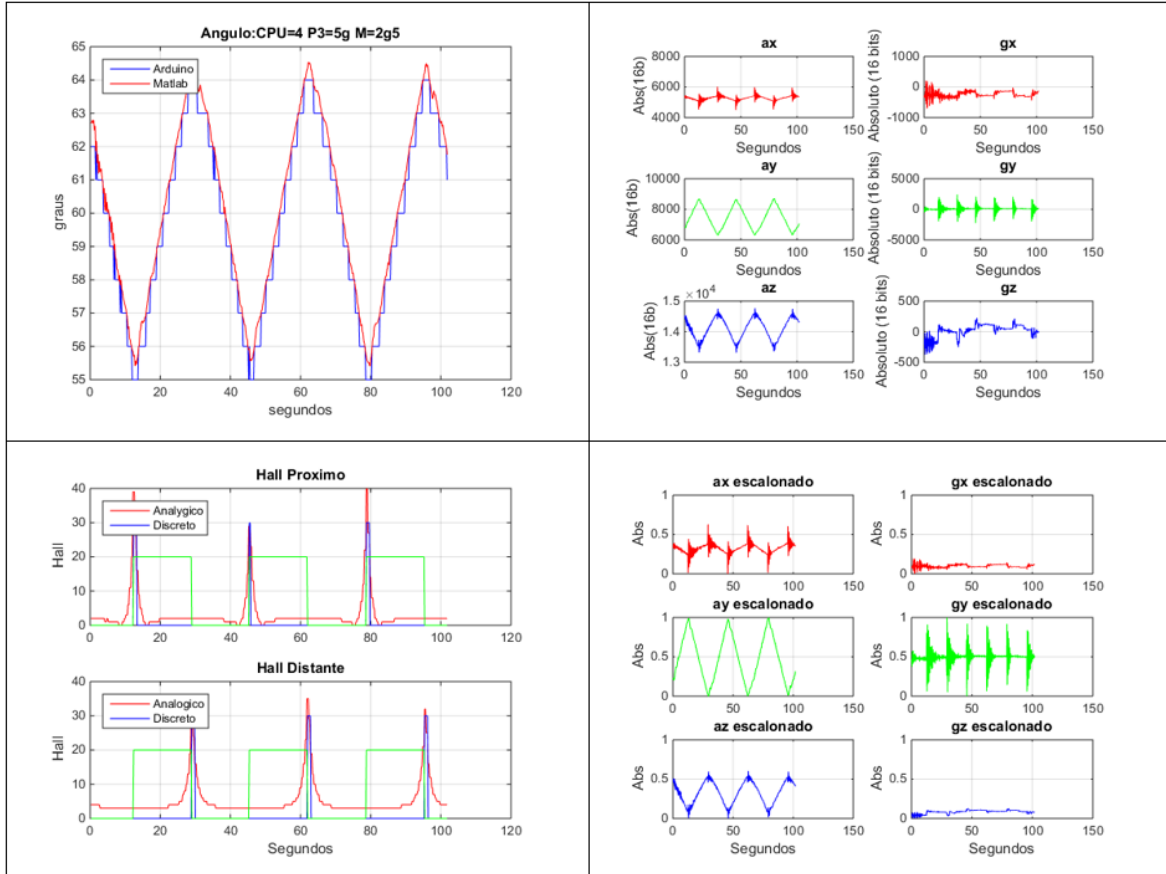 Angulo:CPU=4 P3=5g M=2g5
graus
65
64
63
62
61
60
59
58
57
56
55
Arduino
Matlab
0 20 40 60 80 100 120
segundos
ax
Abs(16b)
8000
6000
4000
0 50 100 150
Segundos
gx
Absoluto (16 bits)
1000
0
-1000
0 50 100 150
Segundos
ay
Abs(16b)
10000
8000
6000
0 50 100 150
Segundos
gy
Absoluto (16 bits)
5000
0
-5000
0 50 100 150
Segundos
az
× 10^4
Abs(16b)
1.5
1.4
1.3
0 50 100 150
Segundos
gz
Absoluto (16 bits)
500
0
-500
0 50 100 150
Segundos
Hall Proximo
Hall
40
30
20
10
0
Analygico
Discreto
0 20 40 60 80 100 120
Hall Distante
Hall
40
30
20
10
0
Analogico
Discreto
0 20 40 60 80 100 120
Segundos
ax escalonado
Abs
1
0.5
0
0 50 100 150
gx escalonado
Abs
1
0.5
0
0 50 100 150
ay escalonado
Abs
1
0.5
0
0 50 100 150
gy escalonado
Abs
1
0.5
0
0 50 100 150
az escalonado
Abs
1
0.5
0
0 50 100 150
Segundos
gz escalonado
Abs
1
0.5
0
0 50 100 150
Segundos